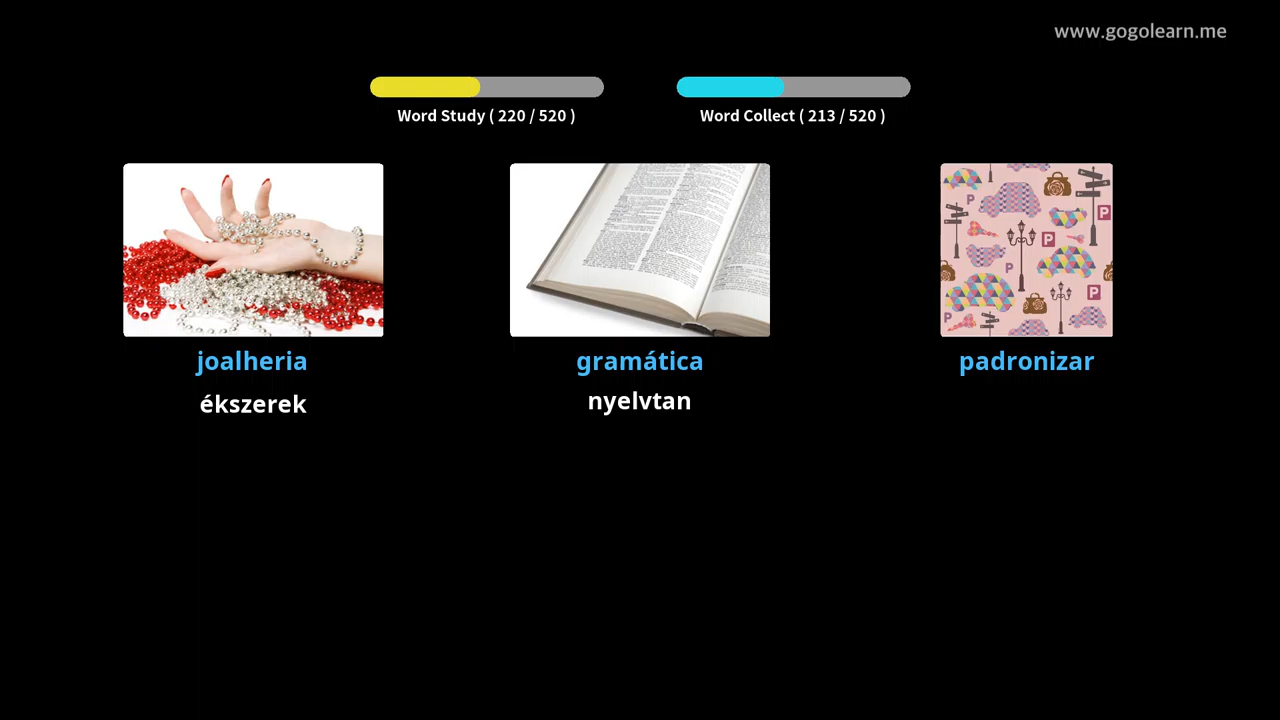 www.gogolearn.me
Word Study ( 220 / 520 )
Word Collect ( 213 / 520 )
P
P
P
P
P
P
joalheria
gramática
padronizar
ékszerek
nyelvtan